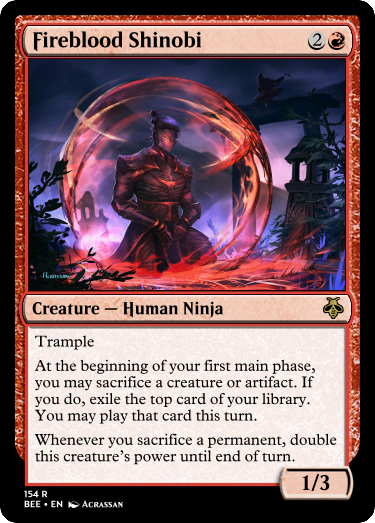 Fireblood Shinobi 2
ACRASSAN
Creature — Human Ninja
Trample
At the beginning of your first main phase,
you may sacrifice a creature or artifact. If
you do, exile the top card of your library.
You may play that card this turn.
Whenever you sacrifice a permanent, double
this creature's power until end of turn.
1/3
154 R
BEE • EN ACRASSAN